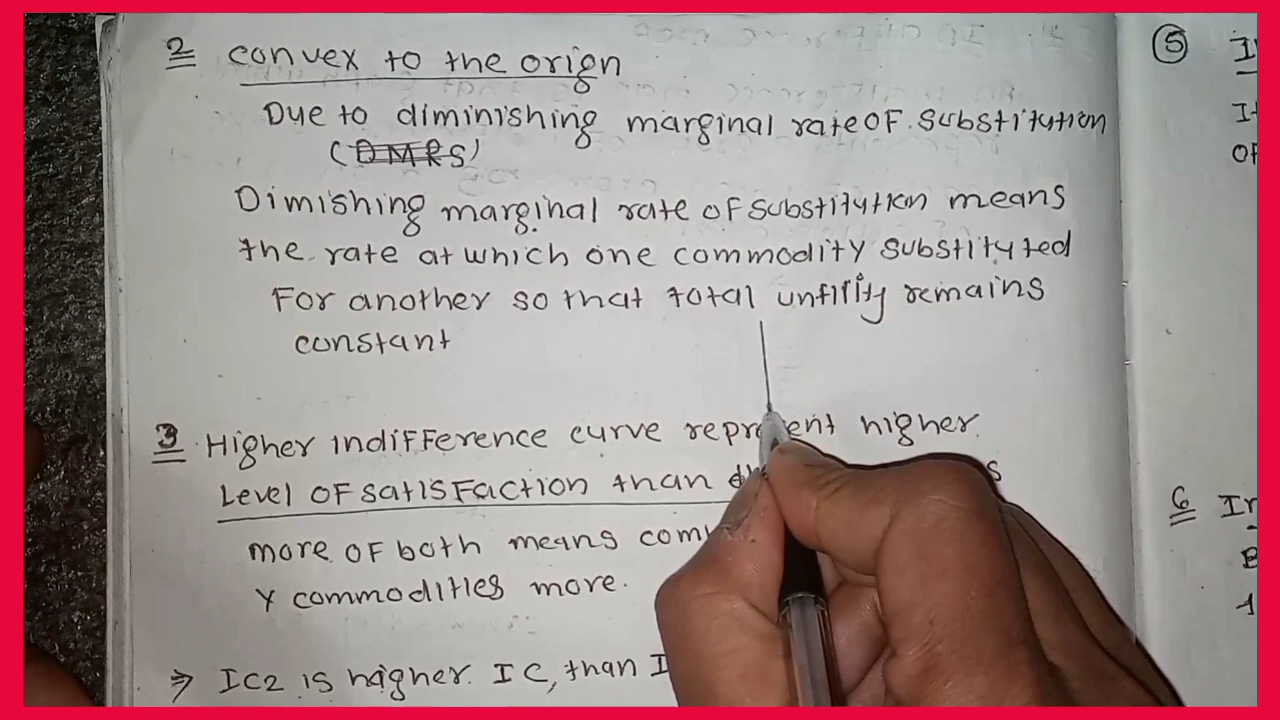 2 convex to the orign
Due to diminishing marginal rate OF substitution
(DMRS)
Dimishing marginal rate OF substitution means
the rate at which one commodity substituted
For another so that total untility remains
constant
3 Higher indifference curve represent higher
Level OF satisfaction than
more OF both means
Y commodities more.
⇒ IC2 is higher IC, than
5
It
OF
6